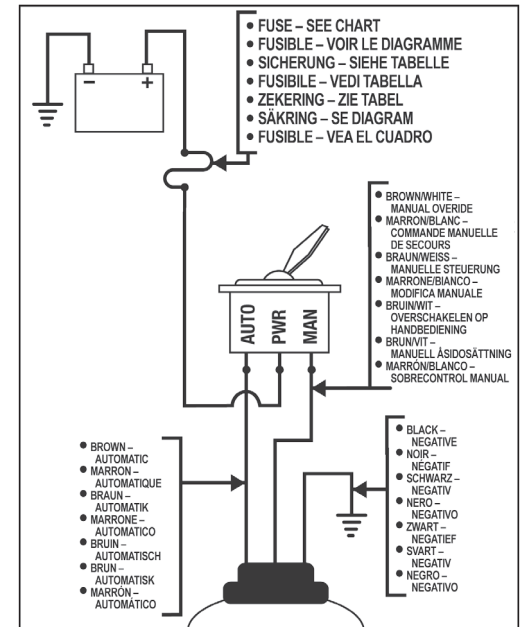 • FUSE – SEE CHART
• FUSIBLE – VOIR LE DIAGRAMME
• SICHERUNG – SIEHE TABELLE
• FUSIBILE – VEDI TABELLA
• ZEKERING – ZIE TABEL
• SÄKRING – SE DIAGRAM
• FUSIBLE – VEA EL CUADRO
– +
• BROWN/WHITE –
MANUAL OVERIDE
• MARRON/BLANC –
COMMANDE MANUELLE
DE SECOURS
• BRAUN/WEISS –
MANUELLE STEUERUNG
• MARRONE/BIANCO –
MODIFICA MANUALE
• BRUIN/WIT –
OVERSCHAKELEN OP
HANDBEDIENING
• BRUN/VIT –
MANUELL ÅSIDOSÄTTNING
• MARRÓN/BLANCO –
SOBRECONTROL MANUAL
AUTO
PWR
MAN
• BROWN –
AUTOMATIC
• MARRON –
AUTOMATIQUE
• BRAUN –
AUTOMATIK
• MARRONE –
AUTOMATICO
• BRUIN –
AUTOMATISCH
• BRUN –
AUTOMATISK
• MARRÓN –
AUTOMÁTICO
• BLACK –
NEGATIVE
• NOIR –
NÉGATIF
• SCHWARZ –
NEGATIV
• NERO –
NEGATIVO
• ZWART –
NEGATIEF
• SVART –
NEGATIV
• NEGRO –
NEGATIVO